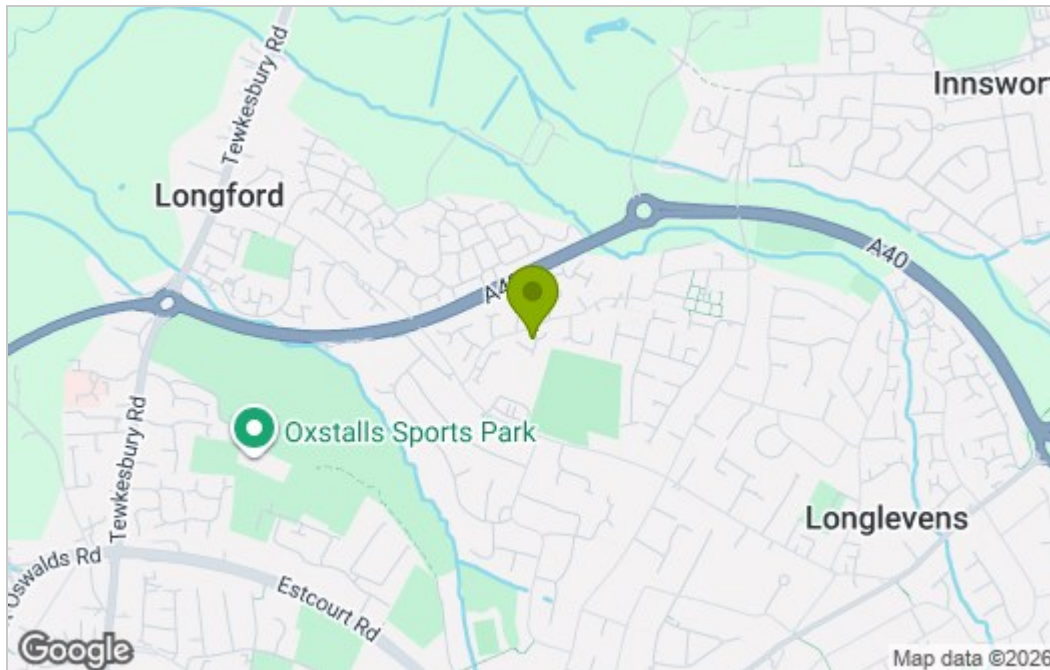 Tewkesbury Rd
Innswor
Longford
A40
A4
Oxstalls Sports Park
Tewkesbury Rd
Longlevens
Oswalds Rd
Estcourt Rd
Google
Map data ©2026